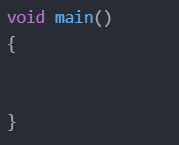 void main()
{
}